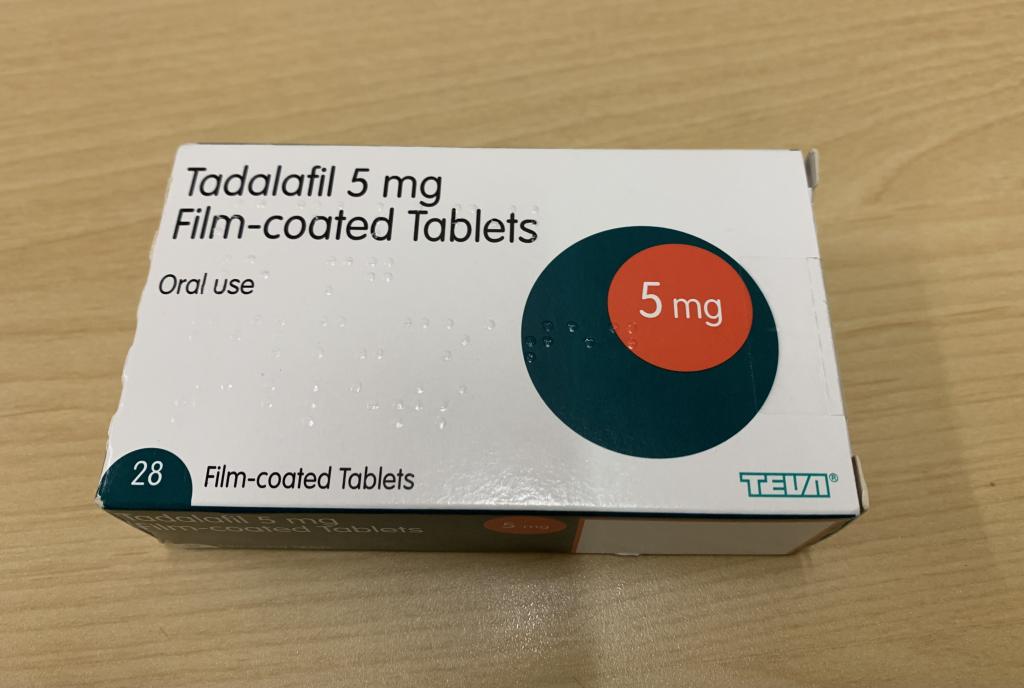 Tadalafil 5 mg
Film-coated Tablets
Oral use
5 mg
28 Film-coated Tablets
TEVA®
Tadalafil 5 mg
Film-coated Tablets
5 mg